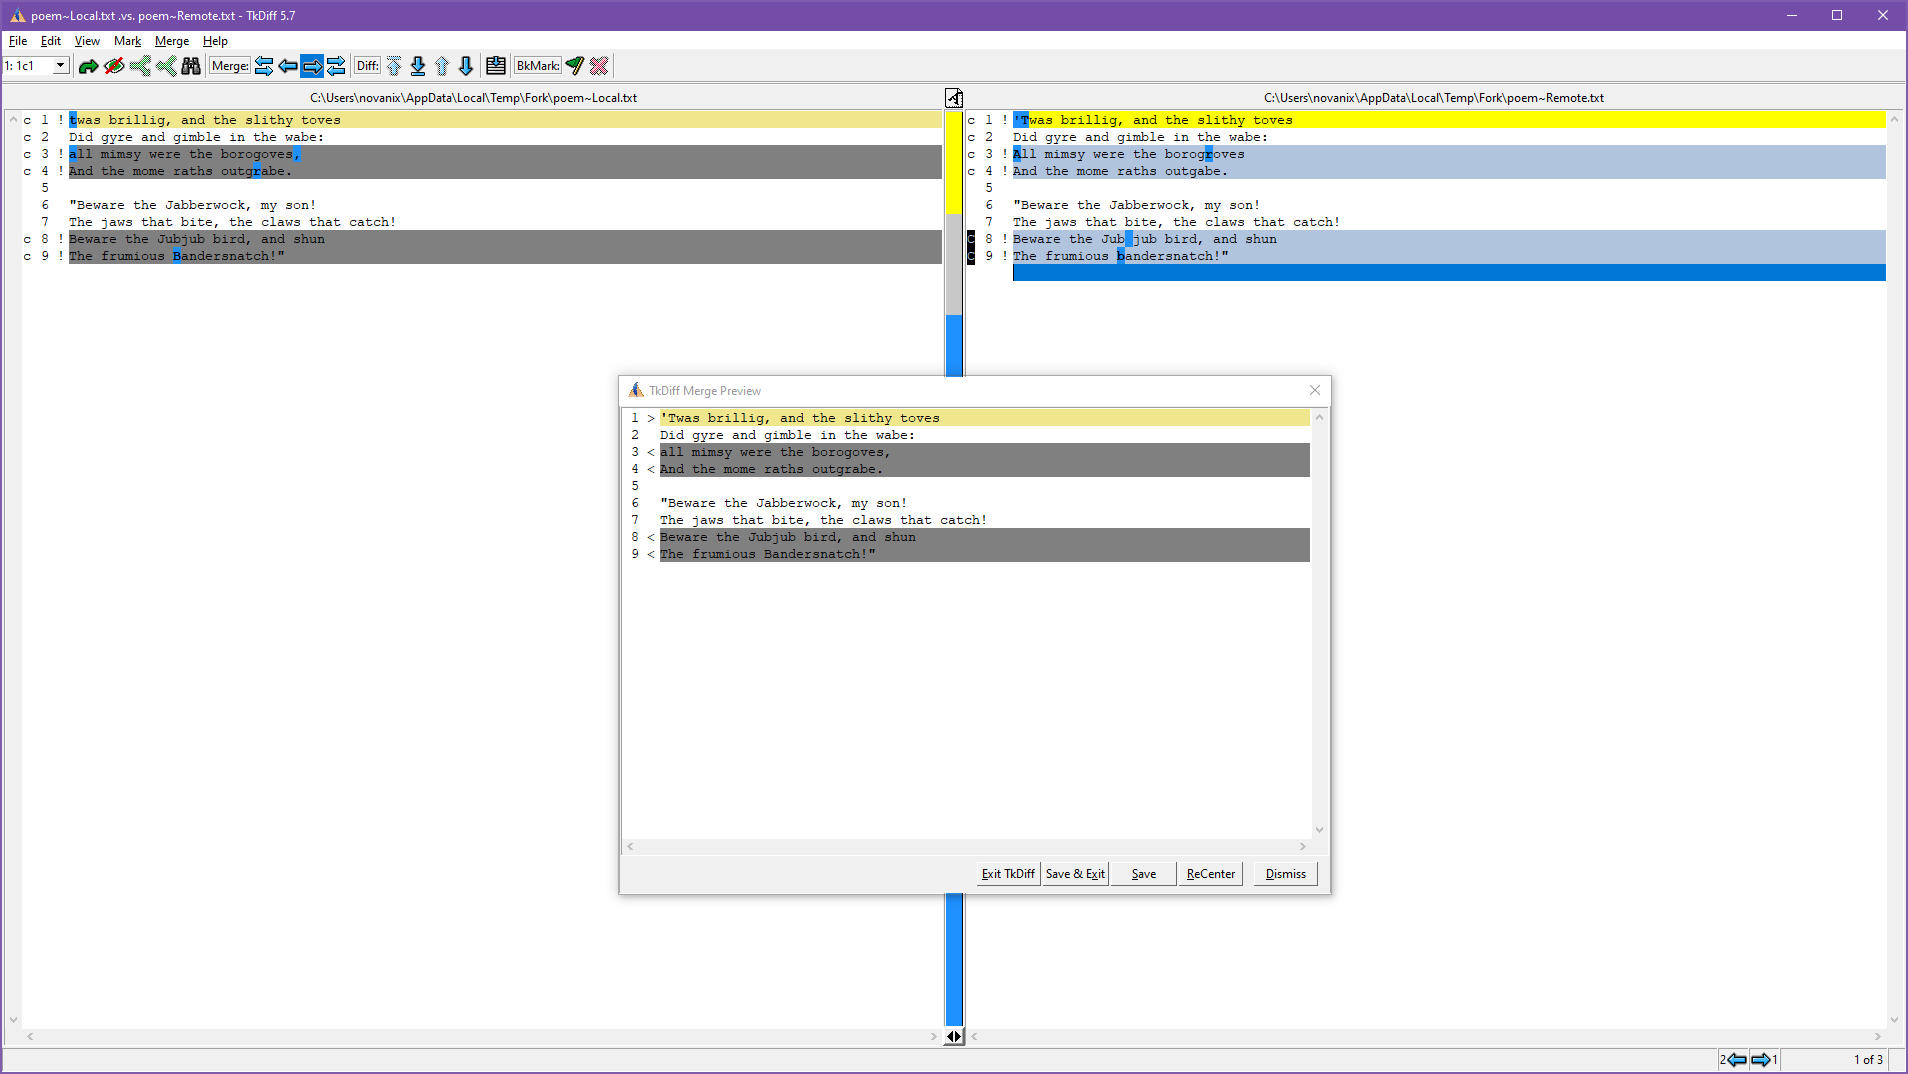 poem~Local.txt .vs. poem~Remote.txt - TkDiff 5.7
File Edit View Mark Merge Help
1: 1c1 Merge: Diff: BkMark:
C:\Users\novanix\AppData\Local\Temp\Fork\poem~Local.txt
c 1 ! twas brillig, and the slithy toves
c 2 Did gyre and gimble in the wabe:
c 3 ! all mimsy were the borogoves,
c 4 ! And the mome raths outgrabe.
5
6 "Beware the Jabberwock, my son!
7 The jaws that bite, the claws that catch!
c 8 ! Beware the Jubjub bird, and shun
c 9 ! The frumious Bandersnatch!"
C:\Users\novanix\AppData\Local\Temp\Fork\poem~Remote.txt
c 1 ! 'Twas brillig, and the slithy toves
c 2 Did gyre and gimble in the wabe:
c 3 ! All mimsy were the borogroves
c 4 ! And the mome raths outgabe.
5
6 "Beware the Jabberwock, my son!
7 The jaws that bite, the claws that catch!
c 8 ! Beware the Jub jub bird, and shun
c 9 ! The frumious bandersnatch!"
TkDiff Merge Preview
1 > 'Twas brillig, and the slithy toves
2 Did gyre and gimble in the wabe:
3 < all mimsy were the borogoves,
4 < And the mome raths outgrabe.
5
6 "Beware the Jabberwock, my son!
7 The jaws that bite, the claws that catch!
8 < Beware the Jubjub bird, and shun
9 < The frumious Bandersnatch!"
Exit TkDiff Save & Exit Save ReCenter Dismiss
2 1 1 of 3